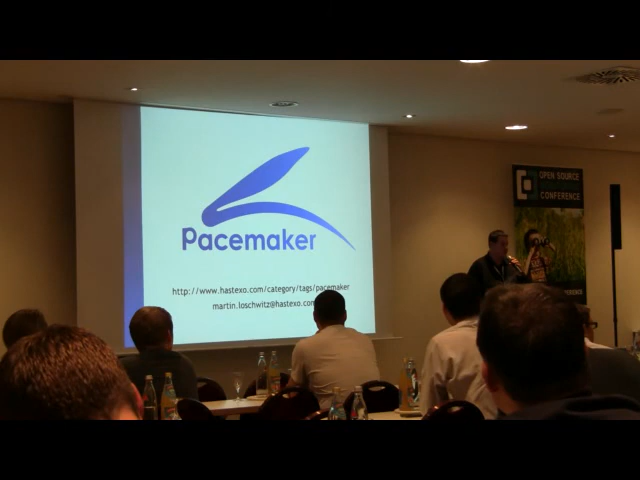 Pacemaker
http://www.hastexo.com/category/tags/pacemaker
martin.loschwitz@hastexo.com
OPEN SOURCE
CONFERENCE